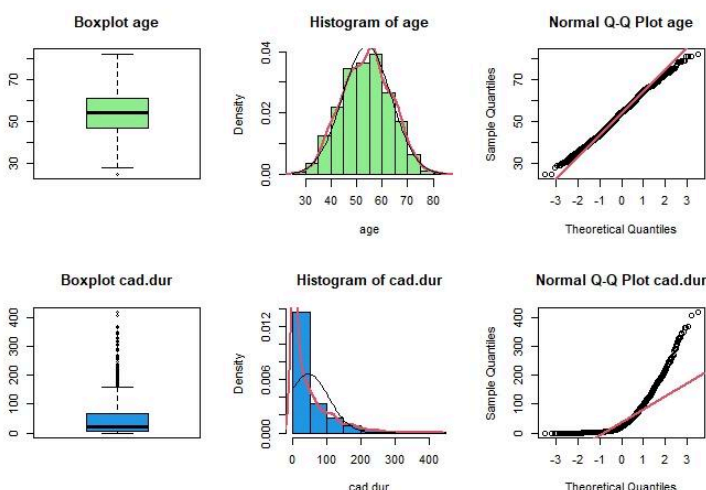 Boxplot age
30
50
70
Histogram of age
Density
0.00
0.02
0.04
30 40 50 60 70 80
age
Normal Q-Q Plot age
Sample Quantiles
30
50
70
-3 -2 -1 0 1 2 3
Theoretical Quantiles
Boxplot cad.dur
0
100
200
300
400
Histogram of cad.dur
Density
0.000
0.006
0.012
0 100 200 300 400
cad.dur
Normal Q-Q Plot cad.dur
Sample Quantiles
0
100
200
300
400
-3 -2 -1 0 1 2 3
Theoretical Quantiles